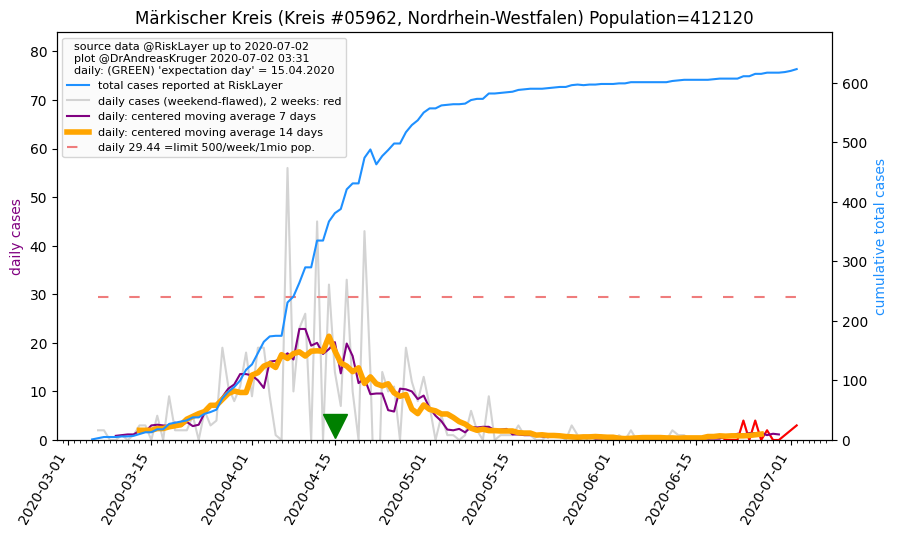 Märkischer Kreis (Kreis #05962, Nordrhein-Westfalen) Population=412120
source data @RiskLayer up to 2020-07-02
plot @DrAndreasKruger 2020-07-02 03:31
daily: (GREEN) 'expectation day' = 15.04.2020
total cases reported at RiskLayer
daily cases (weekend-flawed), 2 weeks: red
daily: centered moving average 7 days
daily: centered moving average 14 days
daily 29.44 =limit 500/week/1mio pop.
daily cases
80
70
60
50
40
30
20
10
0
cumulative total cases
600
500
400
300
200
100
0
2020-03-01
2020-03-15
2020-04-01
2020-04-15
2020-05-01
2020-05-15
2020-06-01
2020-06-15
2020-07-01